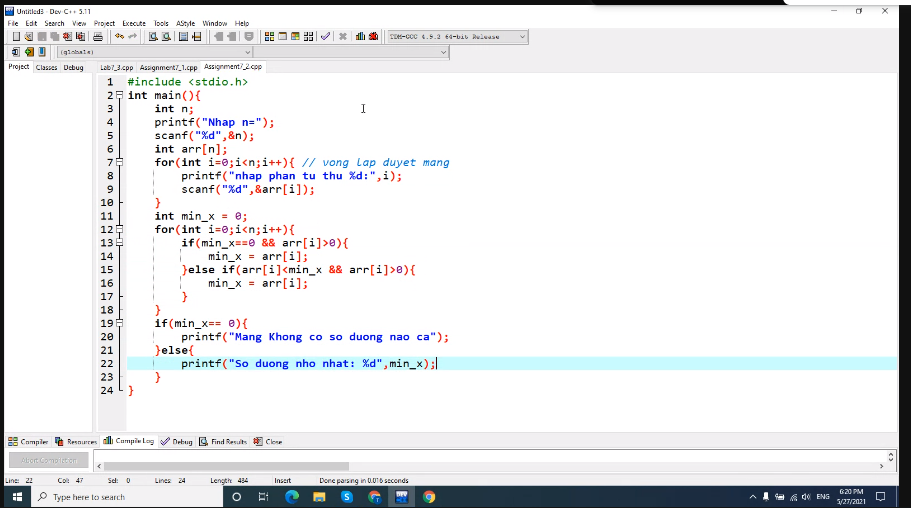 Untitled3 - Dev-C++ 5.11
File Edit Search View Project Execute Tools AStyle Window Help
TDM-GCC 4.9.2 64-bit Release
(globals)
Project Classes Debug Lab7_3.cpp Assignment7_1.cpp Assignment7_2.cpp
1 #include <stdio.h>
2 int main(){
3 int n;
4 printf("Nhap n=");
5 scanf("%d",&n);
6 int arr[n];
7 for(int i=0;i<n;i++){ // vong lap duyet mang
8 printf("nhap phan tu thu %d:",i);
9 scanf("%d",&arr[i]);
10 }
11 int min_x = 0;
12 for(int i=0;i<n;i++){
13 if(min_x==0 && arr[i]>0){
14 min_x = arr[i];
15 }else if(arr[i]<min_x && arr[i]>0){
16 min_x = arr[i];
17 }
18 }
19 if(min_x== 0){
20 printf("Mang Khong co so duong nao ca");
21 }else{
22 printf("So duong nho nhat: %d",min_x);
23 }
24 }
Compiler Resources Compile Log Debug Find Results Close
Abort Compilation
Line: 22 Col: 47 Sel: 0 Lines: 24 Length: 484 Insert Done parsing in 0.016 seconds
Type here to search
ENG
6:20 PM
5/27/2021